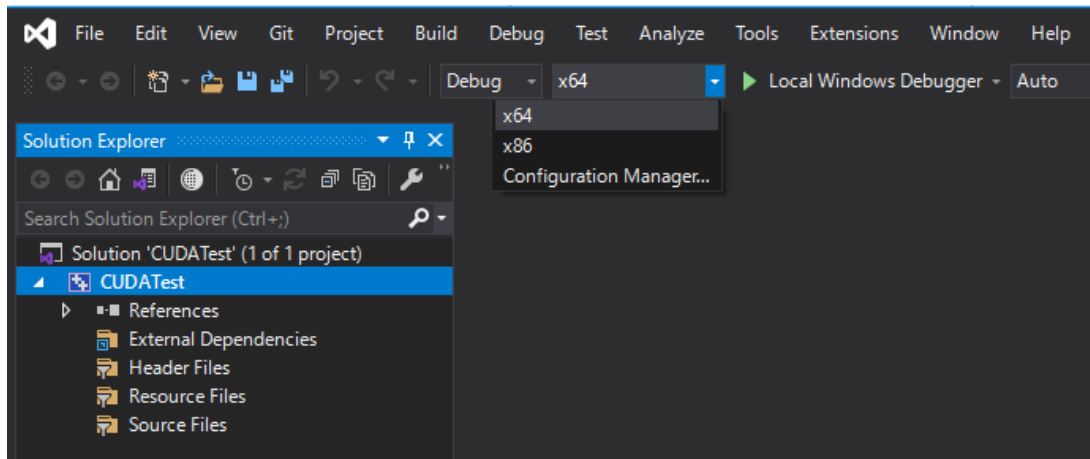 File Edit View Git Project Build Debug Test Analyze Tools Extensions Window Help
Debug x64 Local Windows Debugger Auto
x64
x86
Configuration Manager...
Solution Explorer
Search Solution Explorer (Ctrl+;)
Solution 'CUDATest' (1 of 1 project)
CUDATest
References
External Dependencies
Header Files
Resource Files
Source Files